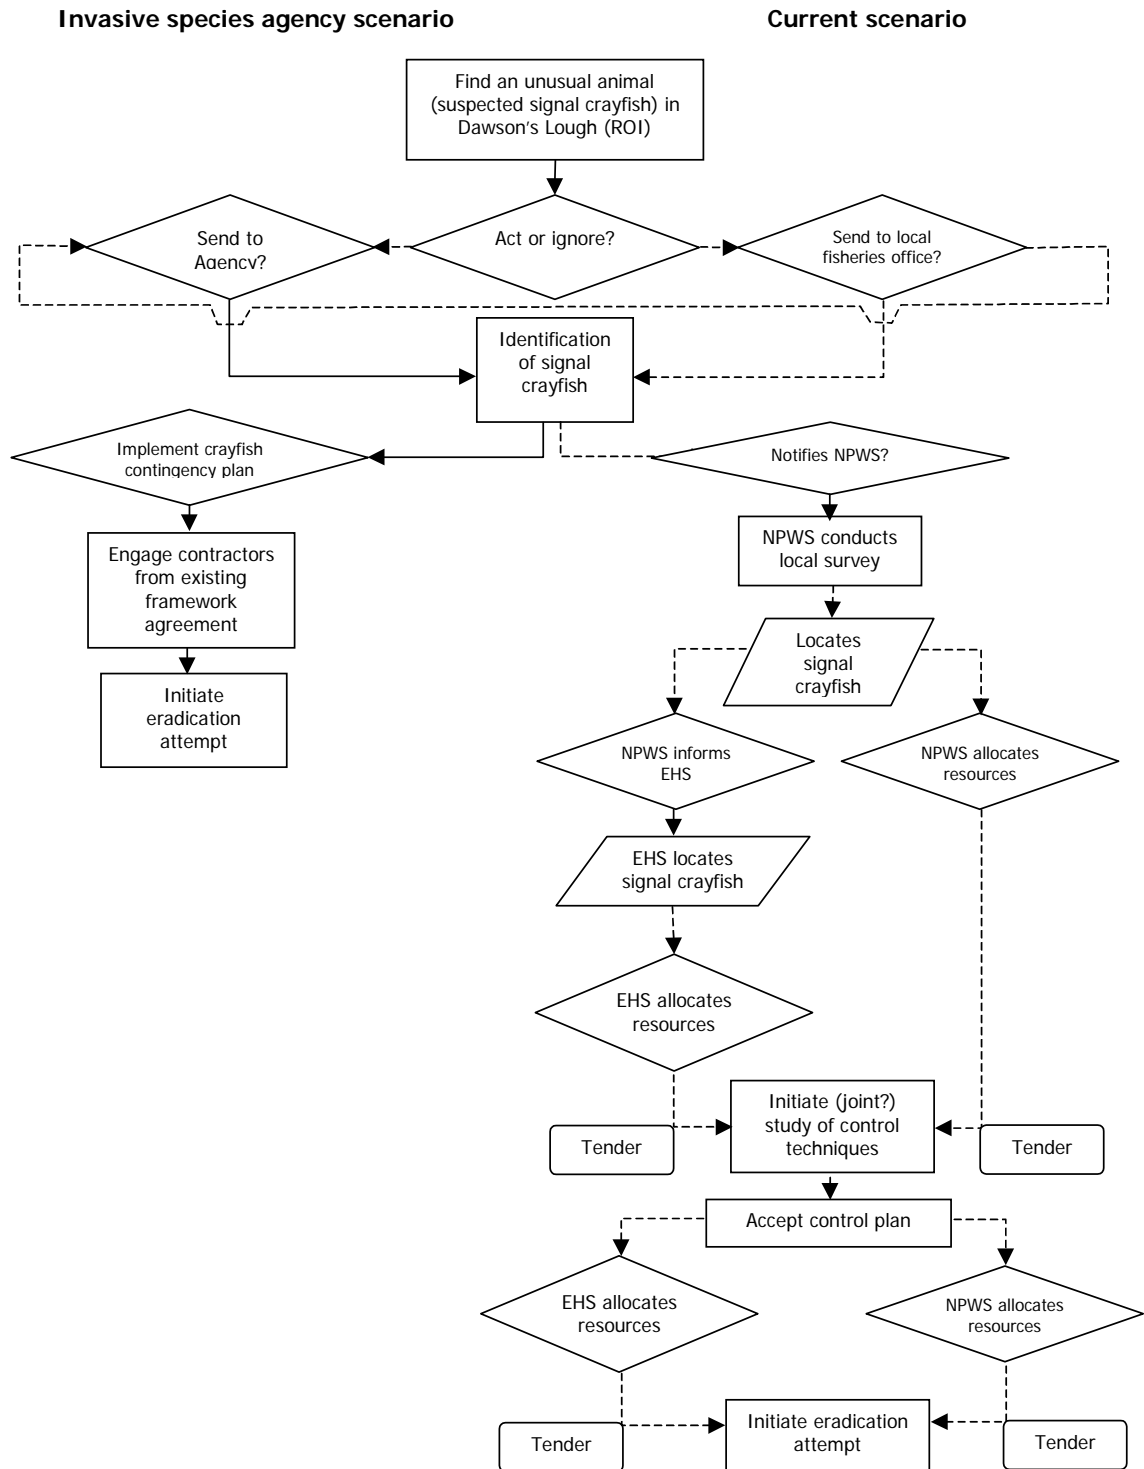 Invasive species agency scenario
Current scenario
Find an unusual animal
(suspected signal crayfish) in
Dawson's Lough (ROI)
Send to
Agency?
Act or ignore?
Send to local
fisheries office?
Identification
of signal
crayfish
Implement crayfish
contingency plan
Notifies NPWS?
Engage contractors
from existing
framework
agreement
NPWS conducts
local survey
Initiate
eradication
attempt
Locates
signal
crayfish
NPWS informs
EHS
NPWS allocates
resources
EHS locates
signal crayfish
EHS allocates
resources
Tender
Initiate (joint?)
study of control
techniques
Tender
Accept control plan
EHS allocates
resources
NPWS allocates
resources
Tender
Initiate eradication
attempt
Tender